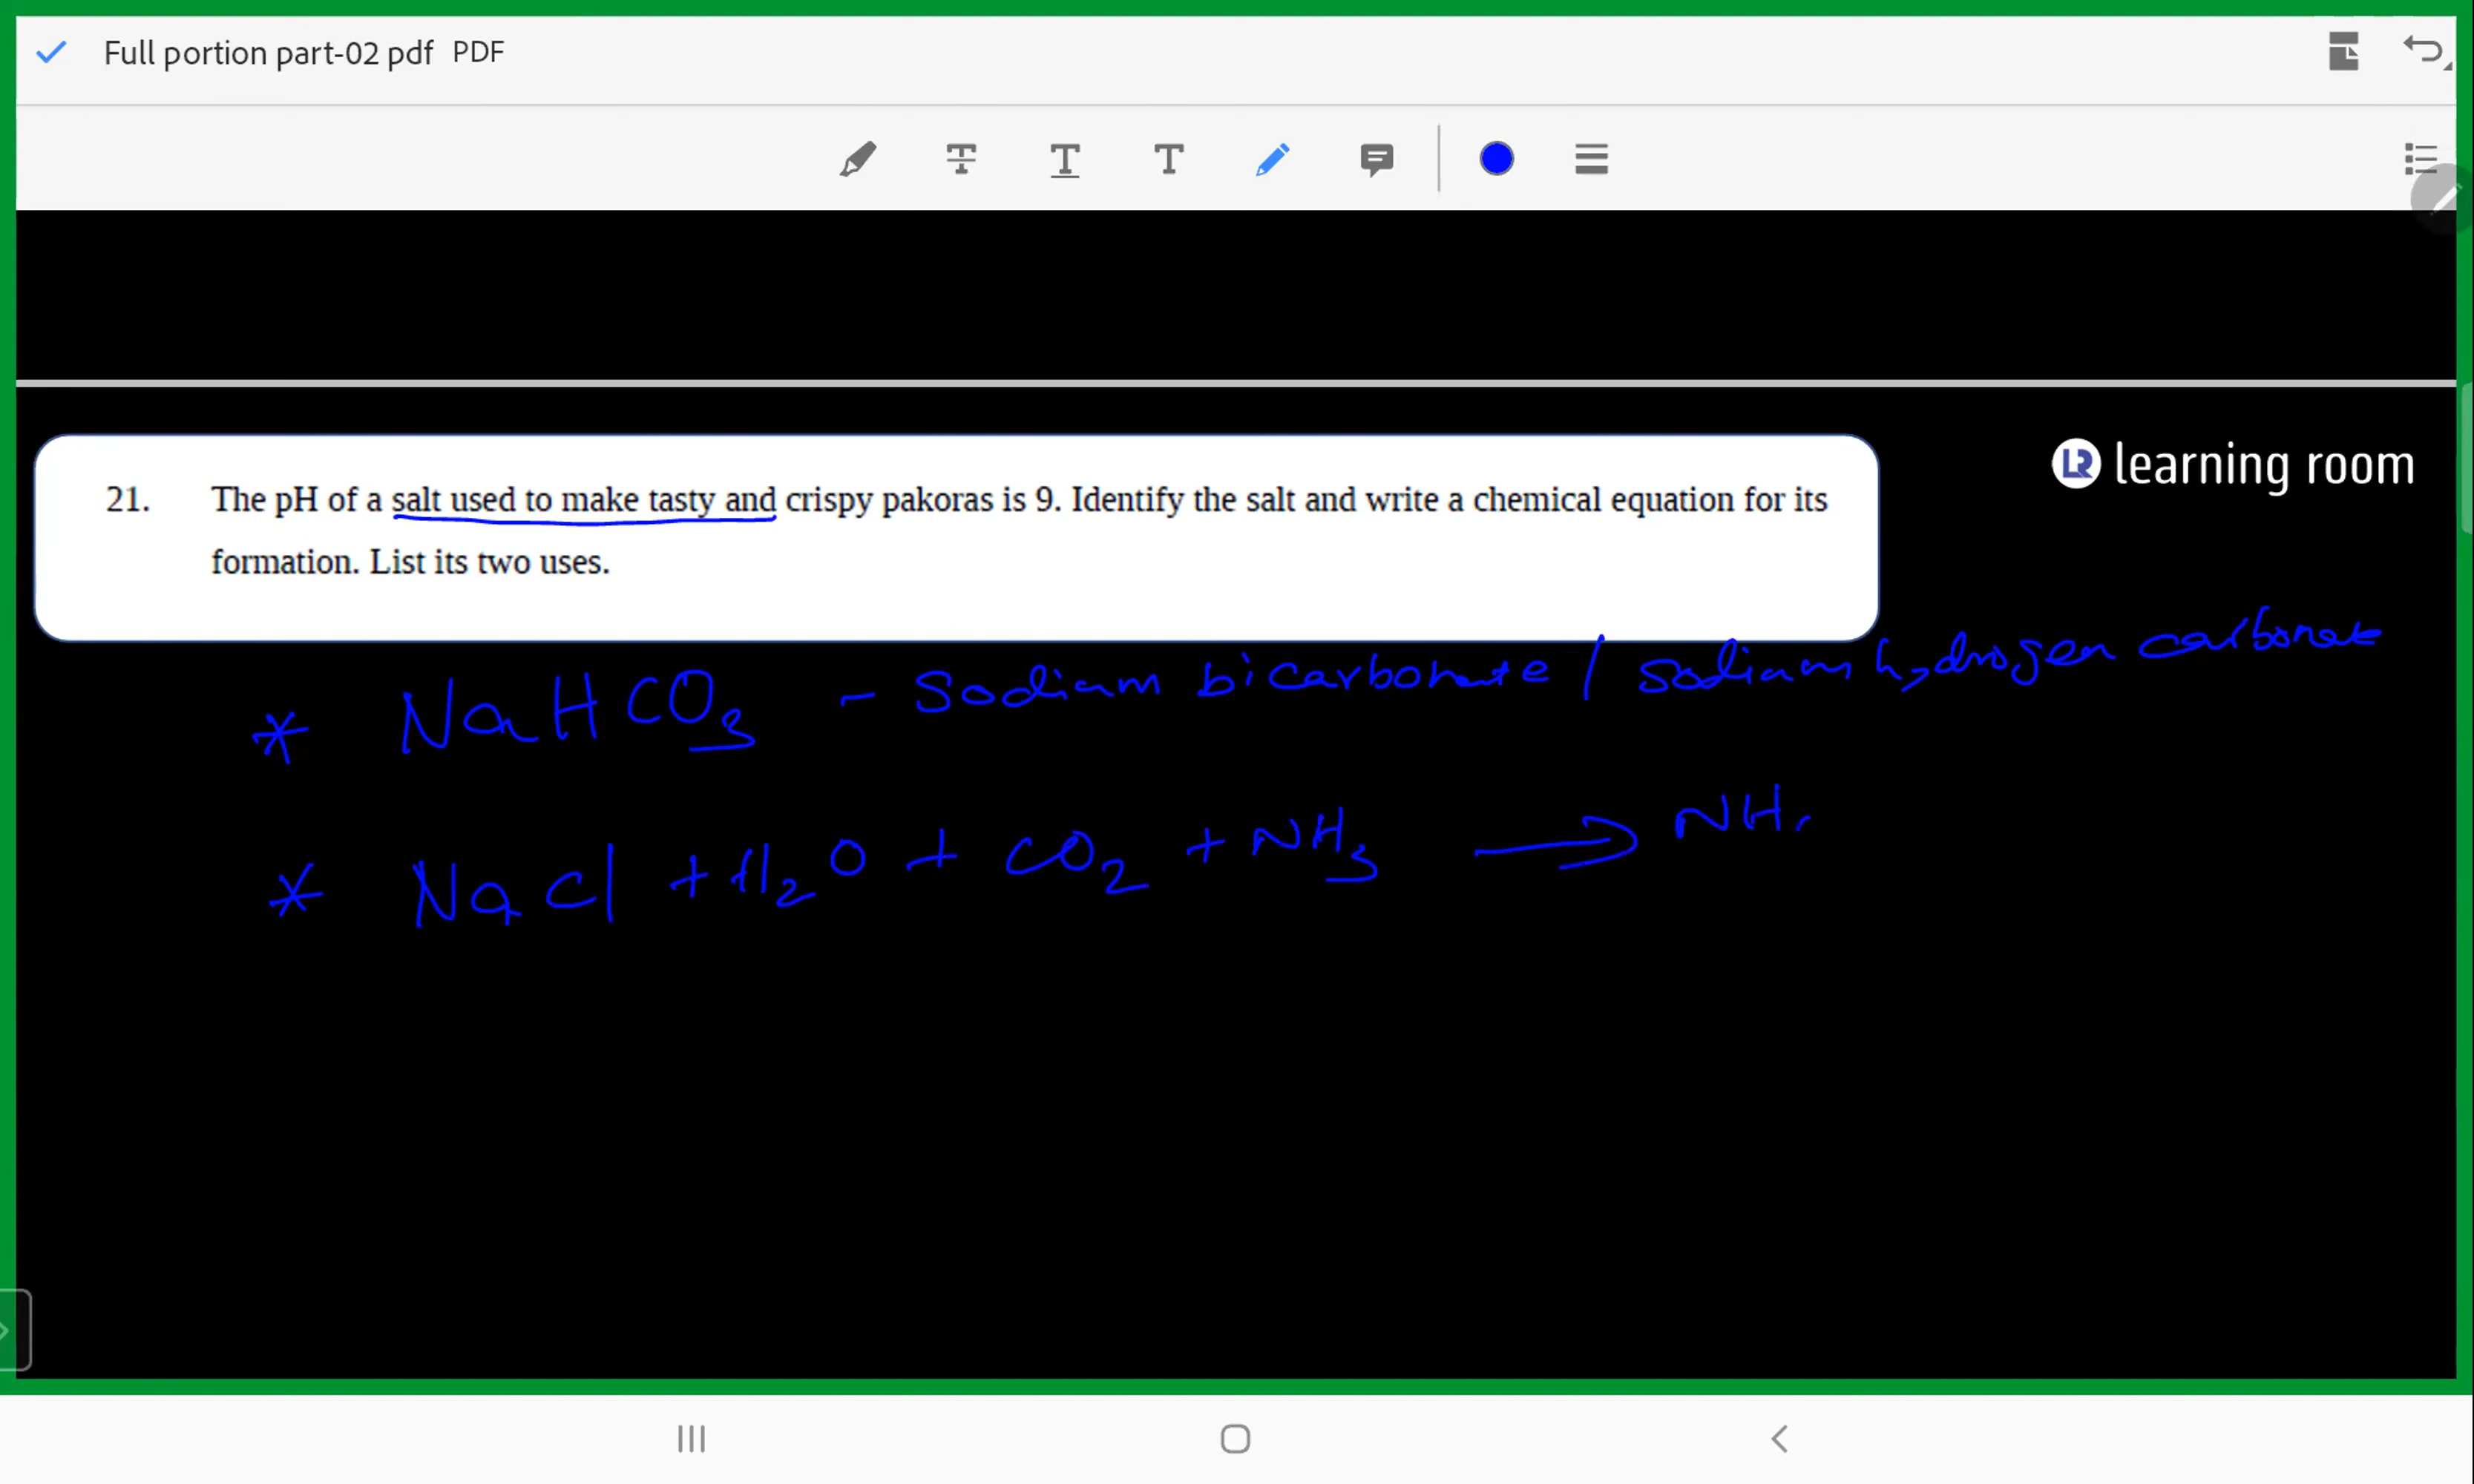 Full portion part-02 pdf PDF
learning room
21. The pH of a salt used to make tasty and crispy pakoras is 9. Identify the salt and write a chemical equation for its
formation. List its two uses.
* NaHCO₃ - Sodium bicarbonate / sodium hydrogen carbonate
* NaCl + H₂O + CO₂ + NH₃ → NH